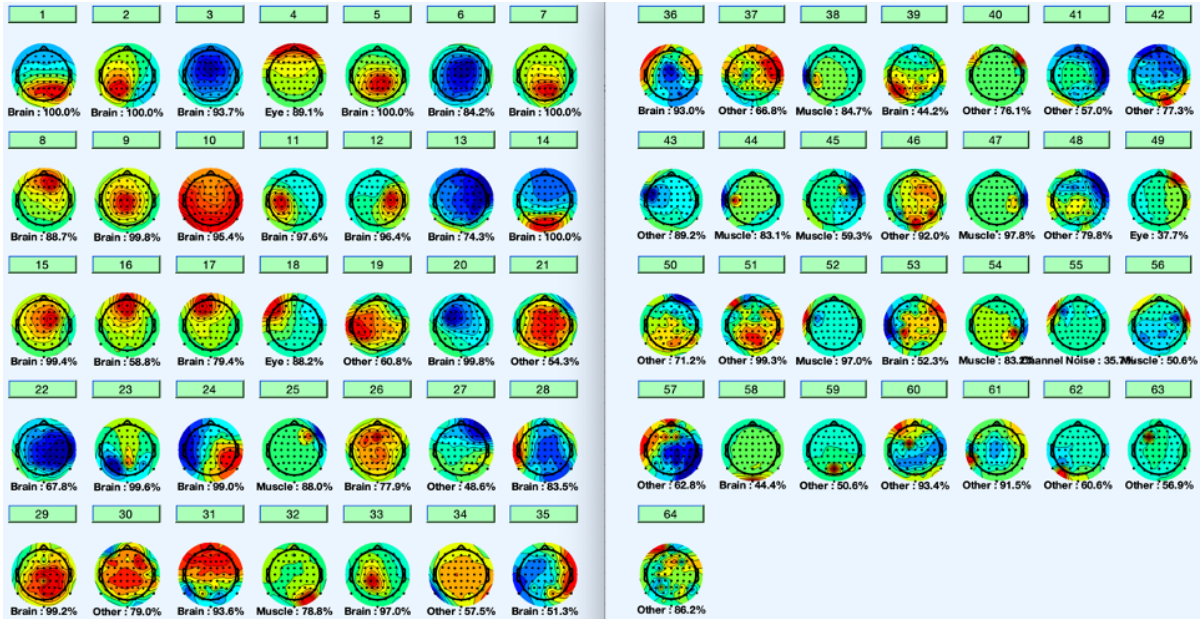 1 2 3 4 5 6 7
Brain : 100.0% Brain : 100.0% Brain : 93.7% Eye : 89.1% Brain : 100.0% Brain : 84.2% Brain : 100.0%
8 9 10 11 12 13 14
Brain : 88.7% Brain : 99.8% Brain : 95.4% Brain : 97.6% Brain : 96.4% Brain : 74.3% Brain : 100.0%
15 16 17 18 19 20 21
Brain : 99.4% Brain : 58.8% Brain : 79.4% Eye : 88.2% Other : 60.8% Brain : 99.8% Other : 54.3%
22 23 24 25 26 27 28
Brain : 67.8% Brain : 99.6% Brain : 99.0% Muscle : 88.0% Brain : 77.9% Other : 48.6% Brain : 83.5%
29 30 31 32 33 34 35
Brain : 99.2% Other : 79.0% Brain : 93.6% Muscle : 78.8% Brain : 97.0% Other : 57.5% Brain : 51.3%
36 37 38 39 40 41 42
Brain : 93.0% Other : 66.8% Muscle : 84.7% Brain : 44.2% Other : 76.1% Other : 57.0% Other : 77.3%
43 44 45 46 47 48 49
Other : 89.2% Muscle : 83.1% Muscle : 59.3% Other : 92.0% Muscle : 97.8% Other : 79.8% Eye : 37.7%
50 51 52 53 54 55 56
Other : 71.2% Other : 99.3% Muscle : 97.0% Brain : 52.3% Muscle : 83.2% Channel Noise : 35.7% Muscle : 50.6%
57 58 59 60 61 62 63
Other : 62.8% Brain : 44.4% Other : 50.6% Other : 93.4% Other : 91.5% Other : 60.6% Other : 56.9%
64
Other : 86.2%